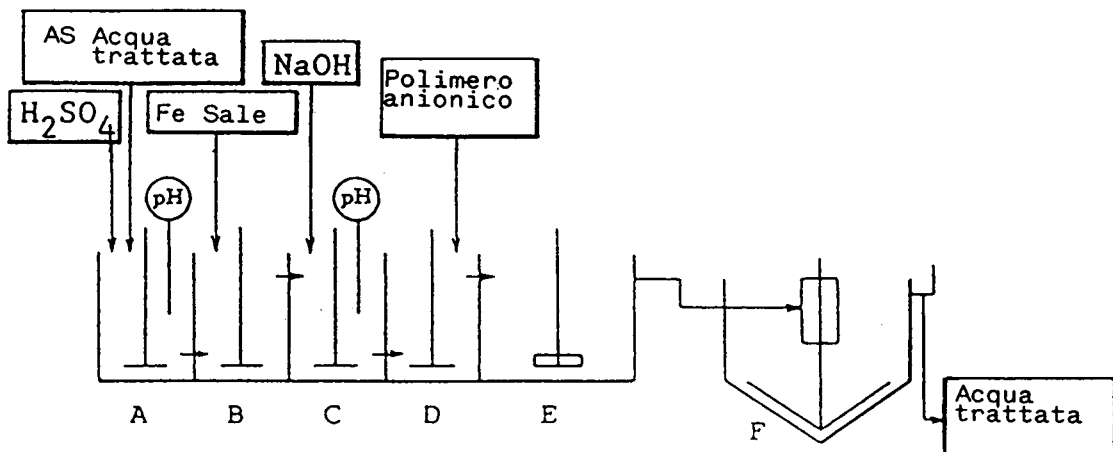 AS Acqua
trattata
NaOH
Polimero
anionico
H₂SO₄
Fe Sale
pH
pH
A
B
C
D
E
F
Acqua
trattata